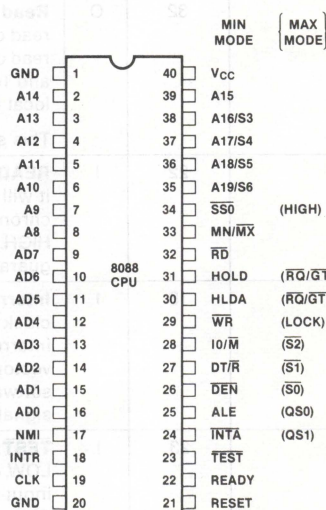 MIN MODE
MAX MODE
GND 1 40 VCC
A14 2 39 A15
A13 3 38 A16/S3
A12 4 37 A17/S4
A11 5 36 A18/S5
A10 6 35 A19/S6
A9 7 34 SS0 (HIGH)
A8 8 33 MN/MX
AD7 9 32 RD
AD6 10 31 HOLD (RQ/GT
AD5 11 30 HLDA (RQ/GT
AD4 12 29 WR (LOCK)
AD3 13 28 IO/M (S2)
AD2 14 27 DT/R (S1)
AD1 15 26 DEN (S0)
AD0 16 25 ALE (QS0)
NMI 17 24 INTA (QS1)
INTR 18 23 TEST
CLK 19 22 READY
GND 20 21 RESET
8088
CPU